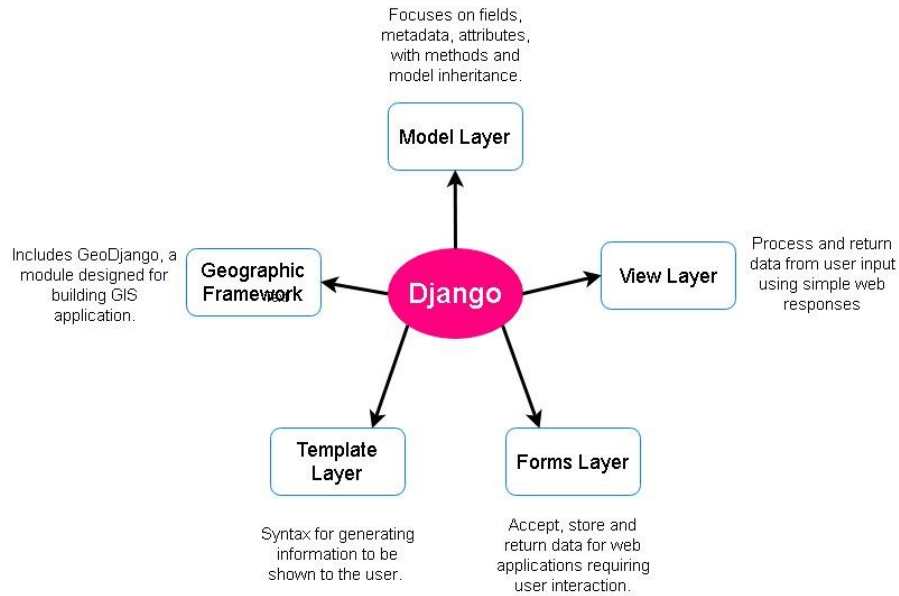 Focuses on fields,
metadata, attributes,
with methods and
model inheritance.
Model Layer
Includes GeoDjango, a
module designed for
building GIS
application.
Geographic
Framework
Text
Django
View Layer
Process and return
data from user input
using simple web
responses
Template
Layer
Syntax for generating
information to be
shown to the user.
Forms Layer
Accept, store and
return data for web
applications requiring
user interaction.